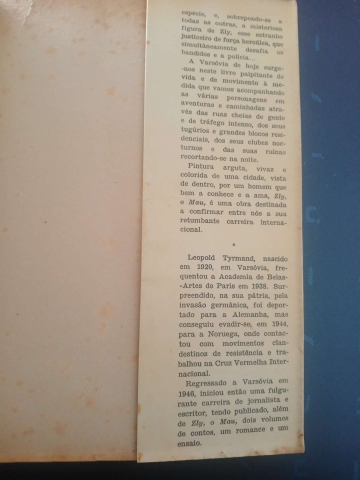 espécie, e, sobrepondo-se a
todas as outras, a misteriosa
figura de Zly, esse estranho
justiceiro de força hercúlea, que
simultâneamente desafia os
bandidos e a polícia...
A Varsóvia de hoje surge-
-nos neste livro palpitante de
vida e de movimento à me-
dida que vamos acompanhando
as várias personagens em
aventuras e caminhadas atra-
vés das ruas cheias de gente
e de tráfego intenso, dos seus
tugúrios e grandes blocos resi-
denciais, dos seus clubes noc-
turnos e das suas ruínas
recortando-se na noite.
Pintura arguta, vivaz e
colorida de uma cidade, vista
de dentro, por um homem que
bem a conhece e a ama, Zly,
o Mau, é uma obra destinada
a confirmar entre nós a sua
retumbante carreira interna-
cional.
*
Leopold Tyrmand, nascido
em 1920, em Varsóvia, fre-
quentou a Academia de Belas-
-Artes de Paris em 1938. Sur-
preendido, na sua pátria, pela
invasão germânica, foi depor-
tado para a Alemanha, mas
conseguiu evadir-se, em 1944,
para a Noruega, onde contac-
tou com movimentos clan-
destinos de resistência e tra-
balhou na Cruz Vermelha Inter-
nacional.
Regressado a Varsóvia em
1946, iniciou então uma fulgu-
rante carreira de jornalista e
escritor, tendo publicado, além
de Zly, o Mau, dois volumes
de contos, um romance e um
ensaio.